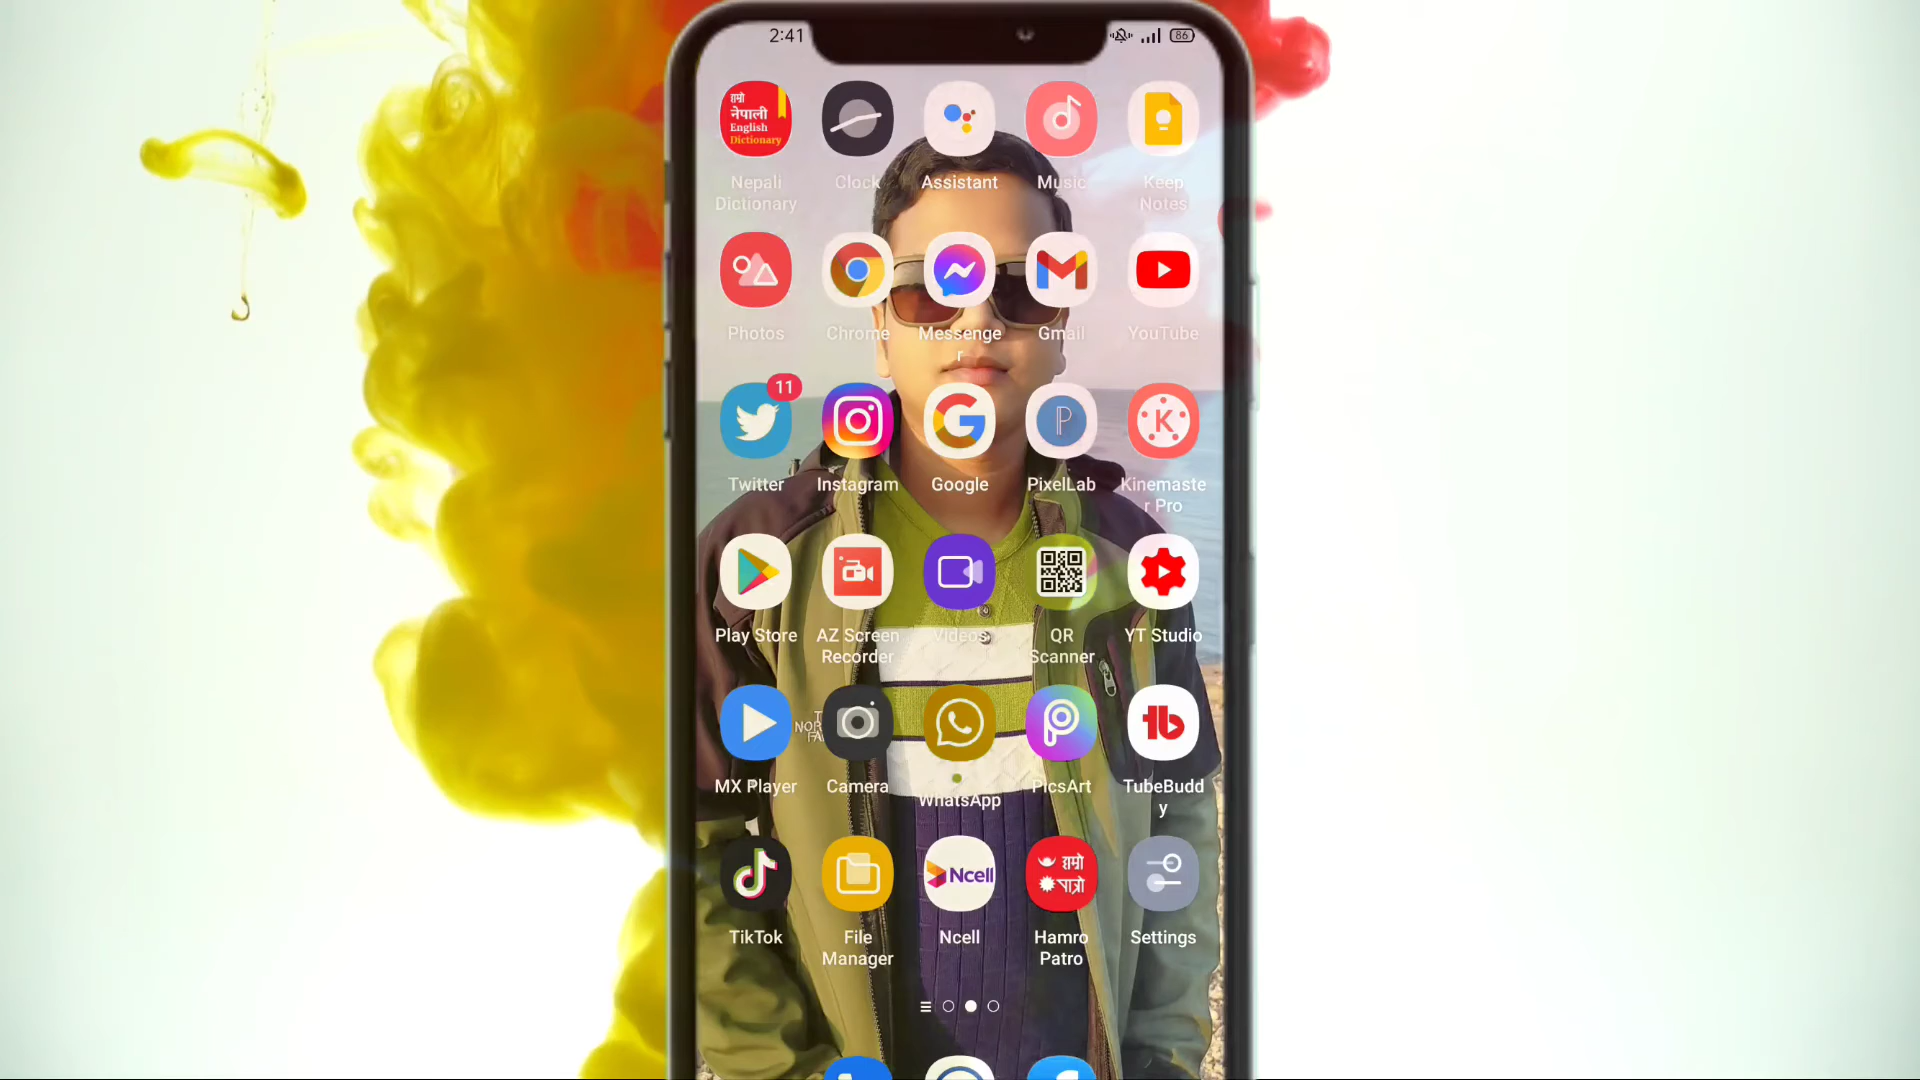 2:41
86
हाम्रो
नेपाली
English
Dictionary
Nepali
Dictionary
Clock
Assistant
Music
Keep
Notes
Photos
Chrome
Messenge
r
Gmail
YouTube
11
Twitter
Instagram
Google
PixelLab
Kinemaste
r Pro
Play Store
AZ Screen
Recorder
Videos
QR
Scanner
YT Studio
MX Player
Camera
WhatsApp
PicsArt
TubeBudd
y
Ncell
हाम्रो
पात्रो
TikTok
File
Manager
Ncell
Hamro
Patro
Settings